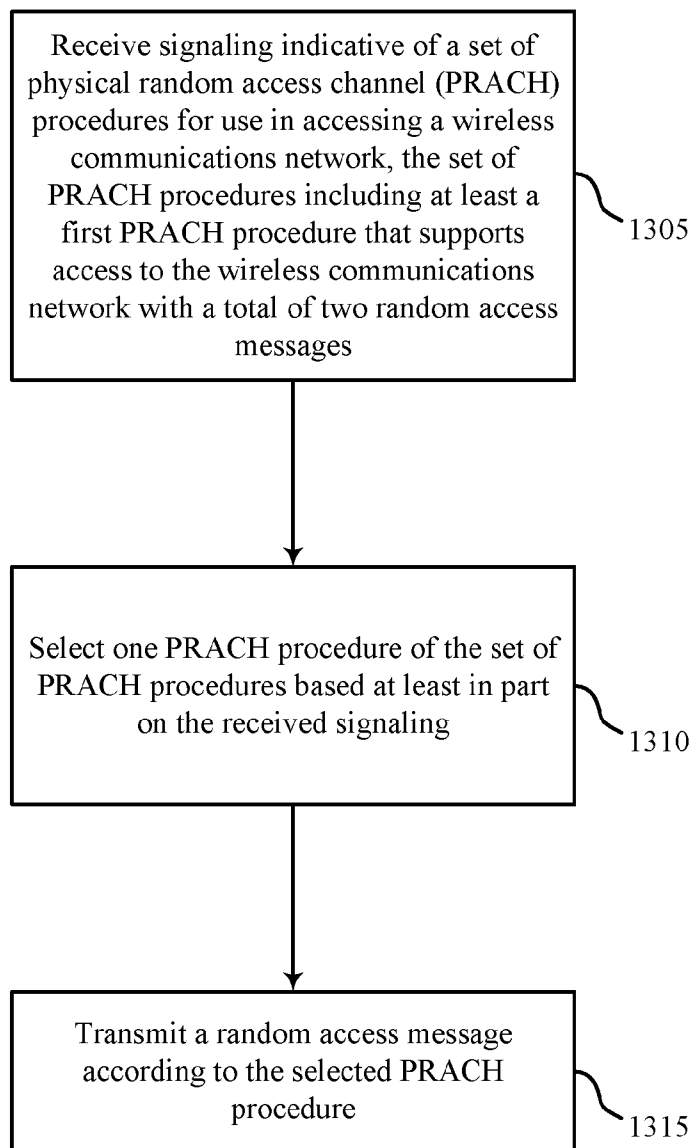 Receive signaling indicative of a set of
physical random access channel (PRACH)
procedures for use in accessing a wireless
communications network, the set of
PRACH procedures including at least a
first PRACH procedure that supports
access to the wireless communications
network with a total of two random access
messages
1305
Select one PRACH procedure of the set of
PRACH procedures based at least in part
on the received signaling
1310
Transmit a random access message
according to the selected PRACH
procedure
1315